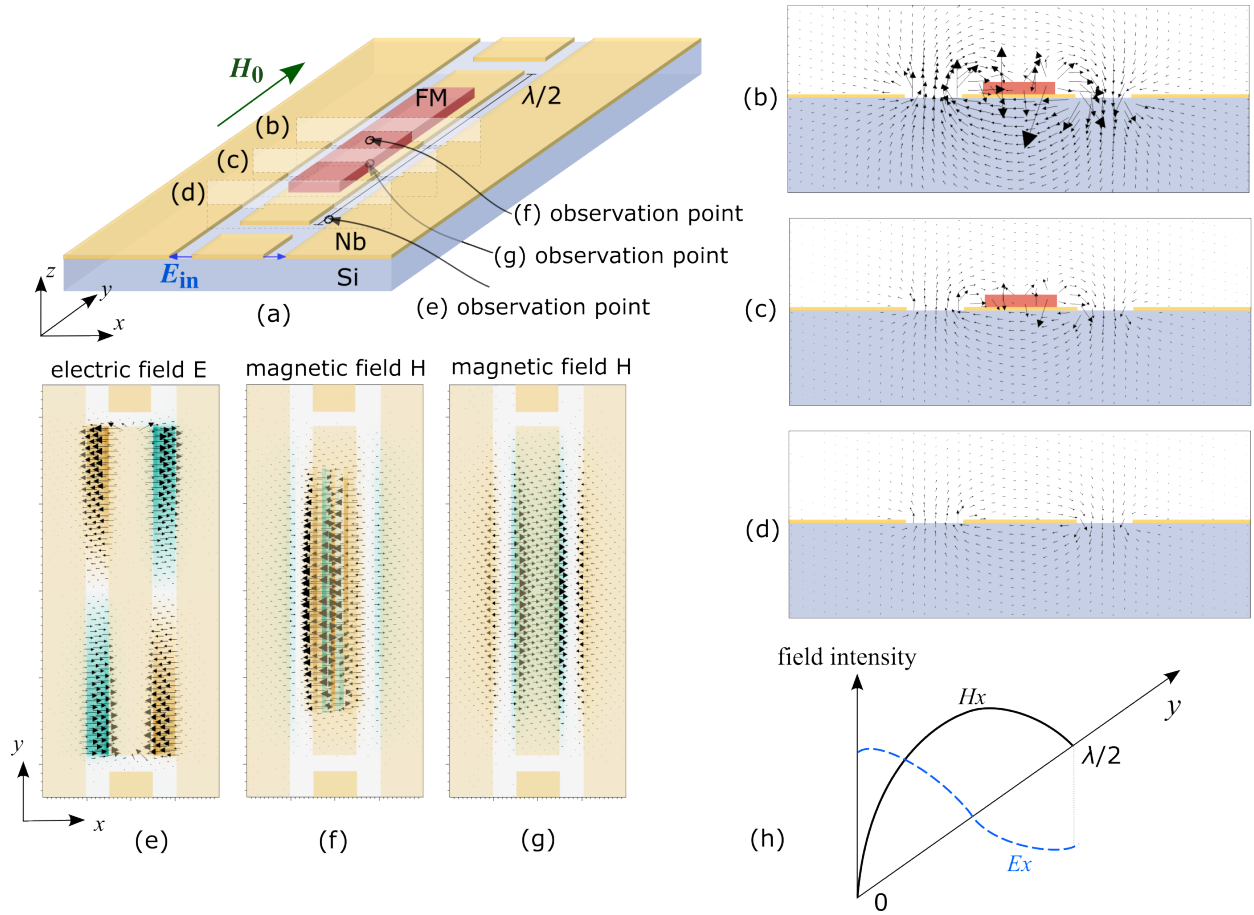 H0
FM
λ/2
(b)
(c)
(d)
(f) observation point
Nb
(g) observation point
Ein
Si
(e) observation point
z
y
x
(a)
(b)
(c)
(d)
electric field E
magnetic field H
magnetic field H
y
x
(e)
(f)
(g)
field intensity
Hx
y
λ/2
Ex
0
(h)